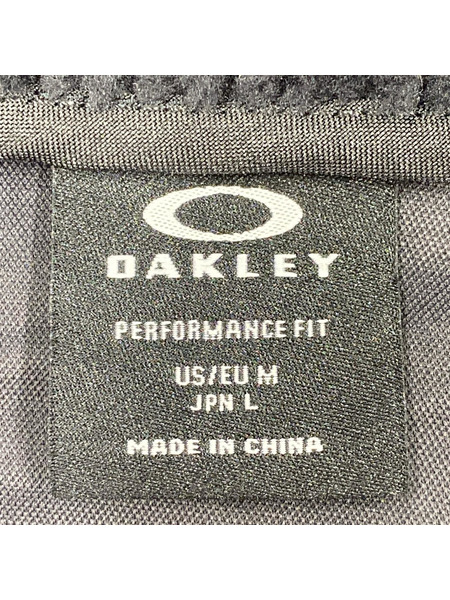 OAKLEY
PERFORMANCE FIT
US/EU M
JPN L
MADE IN CHINA